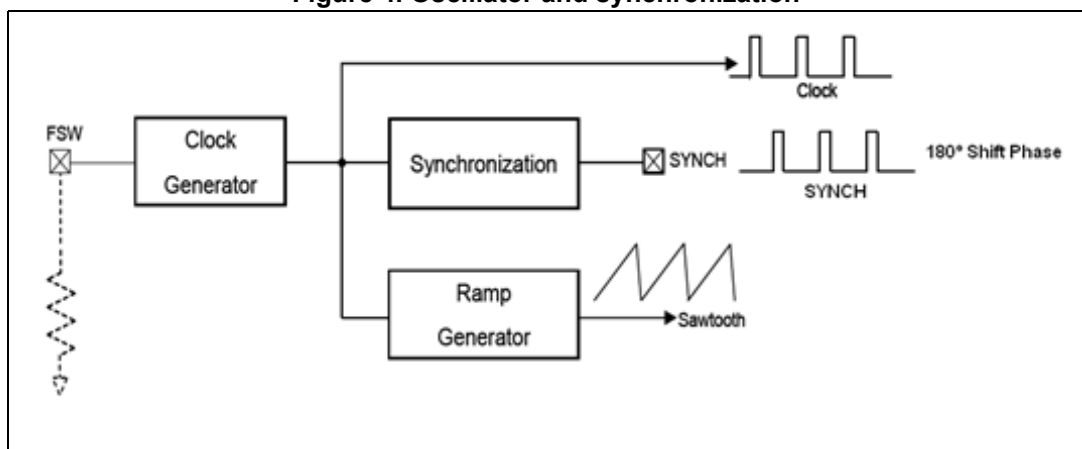 Figure 4. Oscillator and synchronization
Clock
FSW
Clock
Generator
Synchronization
SYNCH
180° Shift Phase
SYNCH
Ramp
Generator
Sawtooth